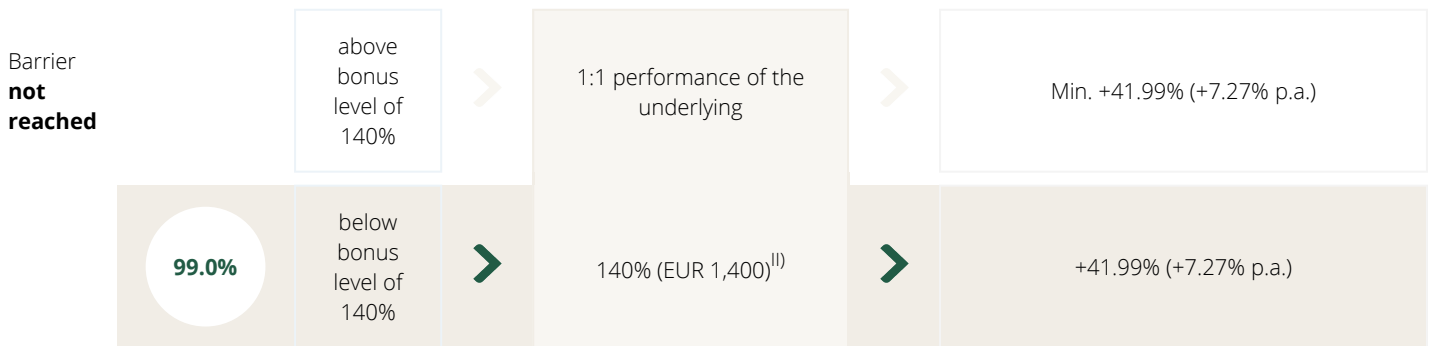 Barrier
not
reached
above
bonus
level of
140%
1:1 performance of the
underlying
Min. +41.99% (+7.27% p.a.)
99.0%
below
bonus
level of
140%
140% (EUR 1,400)II)
+41.99% (+7.27% p.a.)